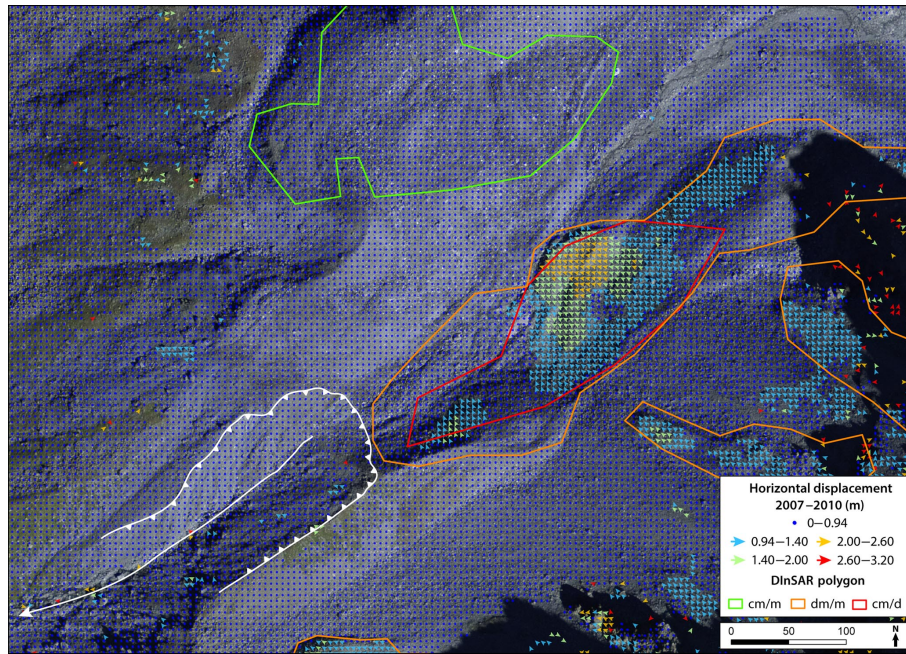 Horizontal displacement
2007–2010 (m)
0–0.94
0.94–1.40 2.00–2.60
1.40–2.00 2.60–3.20
DInSAR polygon
cm/m dm/m cm/d
0 50 100 N